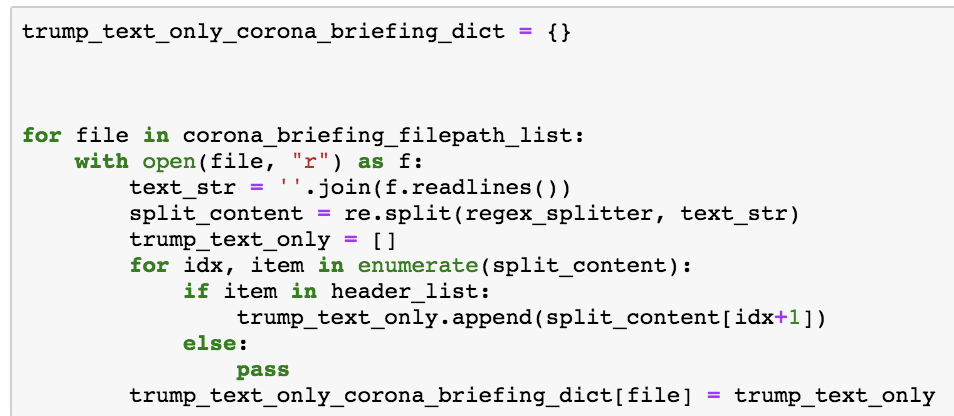 trump_text_only_corona_briefing_dict = {}
for file in corona_briefing_filepath_list:
    with open(file, "r") as f:
        text_str = ''.join(f.readlines())
        split_content = re.split(regex_splitter, text_str)
        trump_text_only = []
        for idx, item in enumerate(split_content):
            if item in header_list:
                trump_text_only.append(split_content[idx+1])
            else:
                pass
        trump_text_only_corona_briefing_dict[file] = trump_text_only